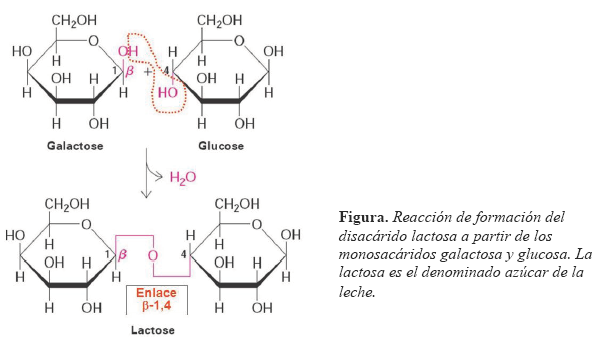 CH₂OH CH₂OH
O O
HO H OH H H OH
1 β + 4
OH H OH H
H H HO H
H OH H OH
Galactose Glucose
H₂O
CH₂OH CH₂OH
O O
HO H H OH
OH H 1 β O 4 OH H
H H H H
H OH H OH
Enlace
β-1,4
Lactose
Figura. Reacción de formación del
disacárido lactosa a partir de los
monosacáridos galactosa y glucosa. La
lactosa es el denominado azúcar de la
leche.